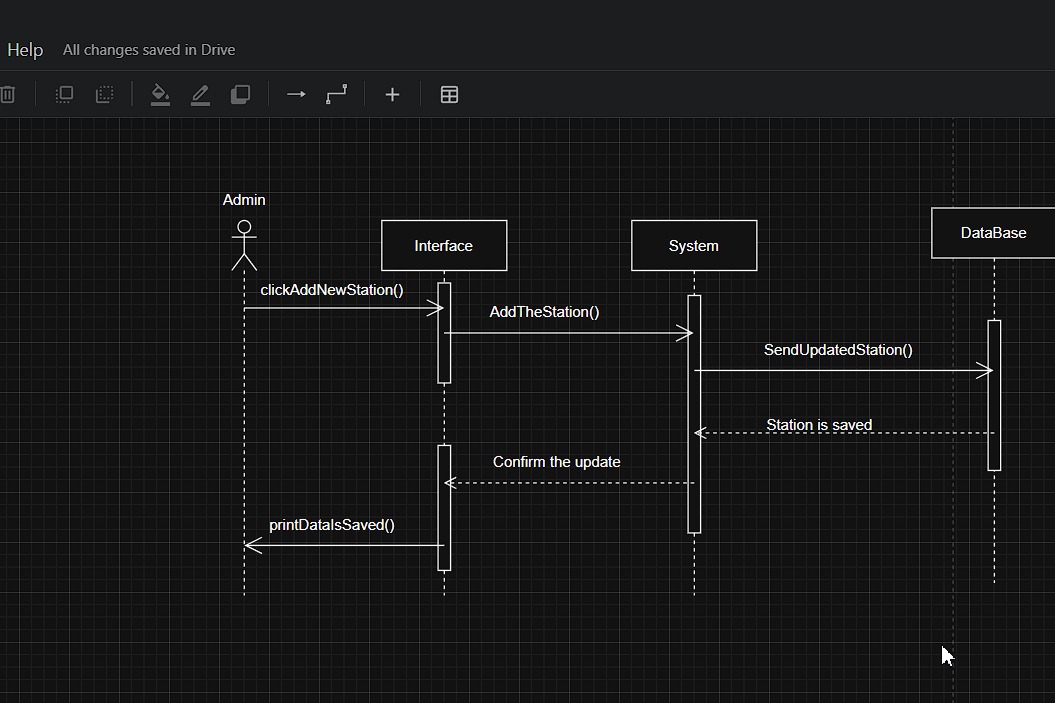 Help
All changes saved in Drive
Admin
Interface
System
DataBase
clickAddNewStation()
AddTheStation()
SendUpdatedStation()
Station is saved
Confirm the update
printDataIsSaved()